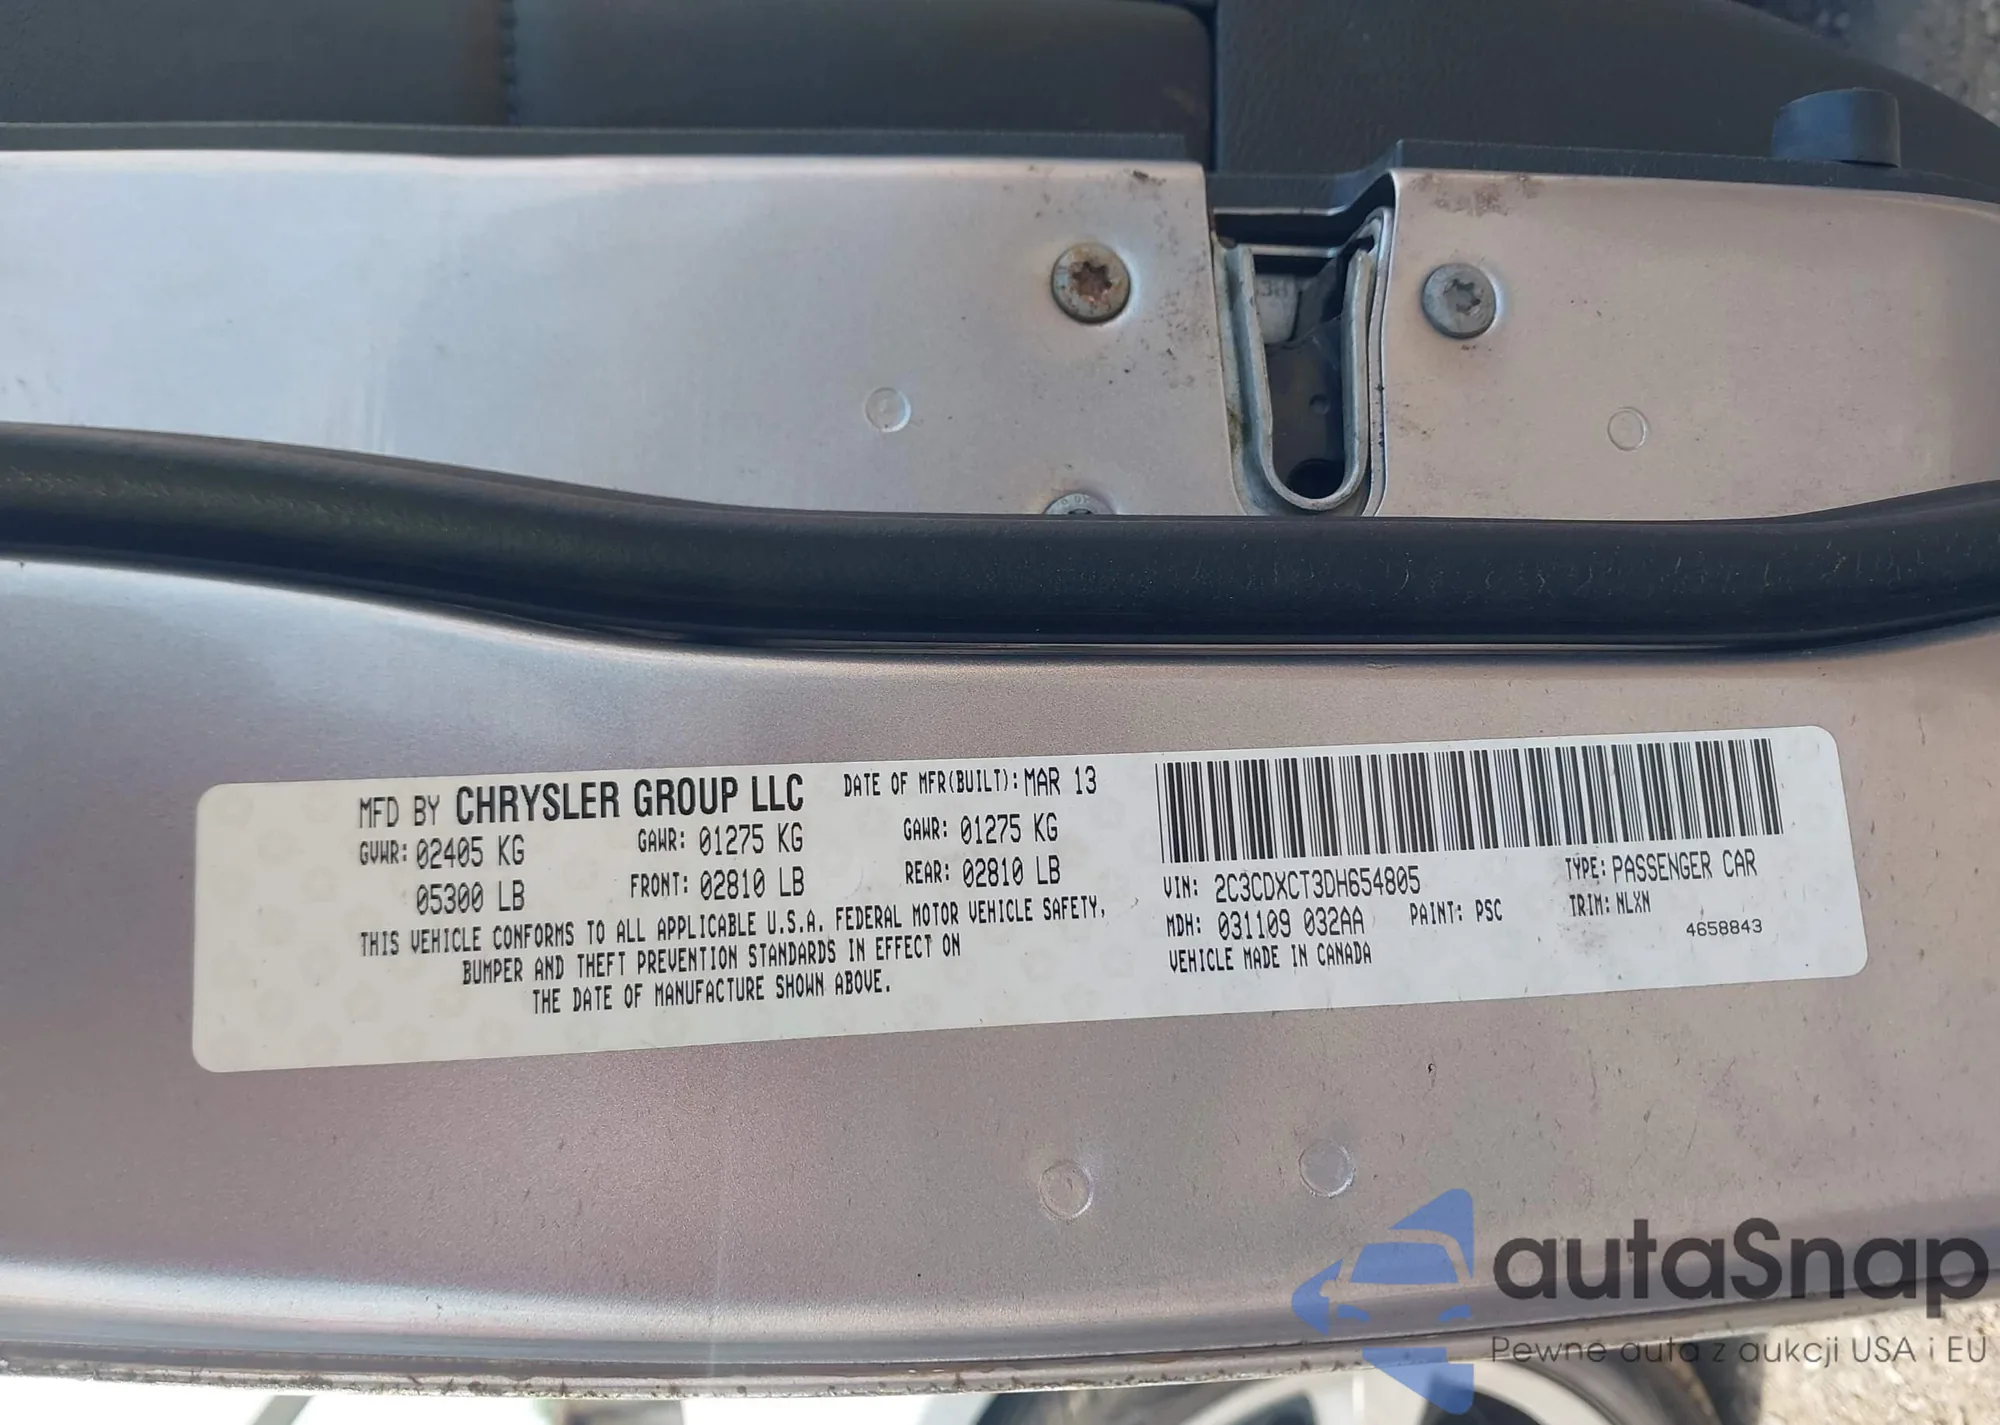 MFD BY CHRYSLER GROUP LLC DATE OF MFR(BUILT): MAR 13
GVWR: 02405 KG GAWR: 01275 KG GAWR: 01275 KG
05300 LB FRONT: 02810 LB REAR: 02810 LB
THIS VEHICLE CONFORMS TO ALL APPLICABLE U.S.A. FEDERAL MOTOR VEHICLE SAFETY,
BUMPER AND THEFT PREVENTION STANDARDS IN EFFECT ON
THE DATE OF MANUFACTURE SHOWN ABOVE.
VIN: 2C3CDXCT3DH654805 TYPE: PASSENGER CAR
MDH: 031109 032AA PAINT: PSC TRIM: NLXN
VEHICLE MADE IN CANADA 4658843
autaSnap
Pewne auta z aukcji USA i EU